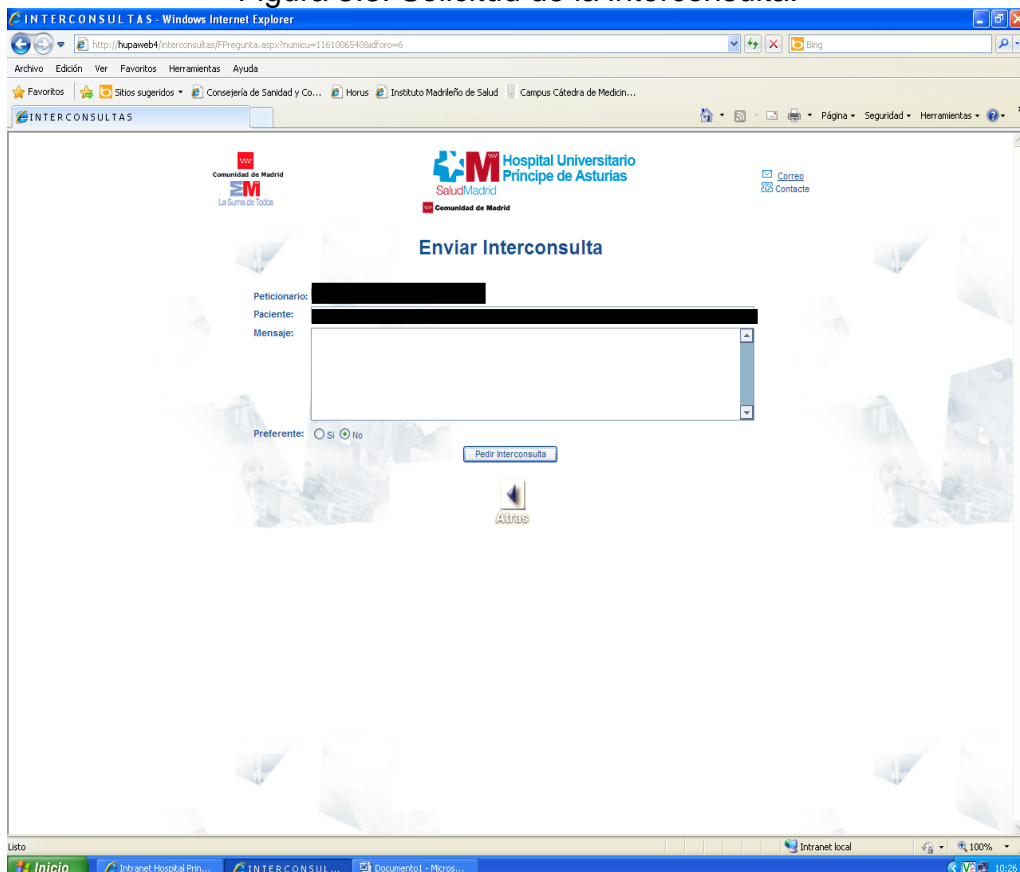 INTERCONSULTAS - Windows Internet Explorer
http://hupaweb4/interconsultas/FPregunta.aspx?numicu=1161006540&idforo=6
Bing
Archivo Edición Ver Favoritos Herramientas Ayuda
Favoritos Sitios sugeridos Consejería de Sanidad y Co... Horus Instituto Madrileño de Salud Campus Cátedra de Medicin...
INTERCONSULTAS
Página Seguridad Herramientas
Comunidad de Madrid
La Suma de Todos
Hospital Universitario
Príncipe de Asturias
SaludMadrid
Comunidad de Madrid
Correo
Contacte
Enviar Interconsulta
Peticionario:
Paciente:
Mensaje:
Preferente: Si No
Pedir Interconsulta
Atras
Listo
Intranet local
100%
Inicio
Intranet Hospital Prin...
INTERCONSUL...
Documento1 - Micros...
10:26